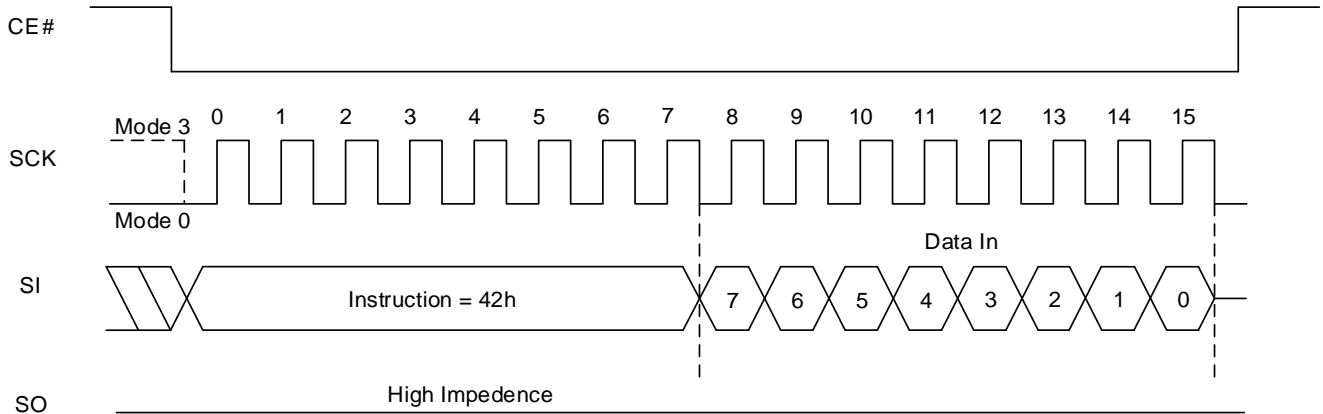 CE#
Mode 3
0 1 2 3 4 5 6 7 8 9 10 11 12 13 14 15
SCK
Mode 0
Data In
SI
Instruction = 42h
7 6 5 4 3 2 1 0
High Impedence
SO